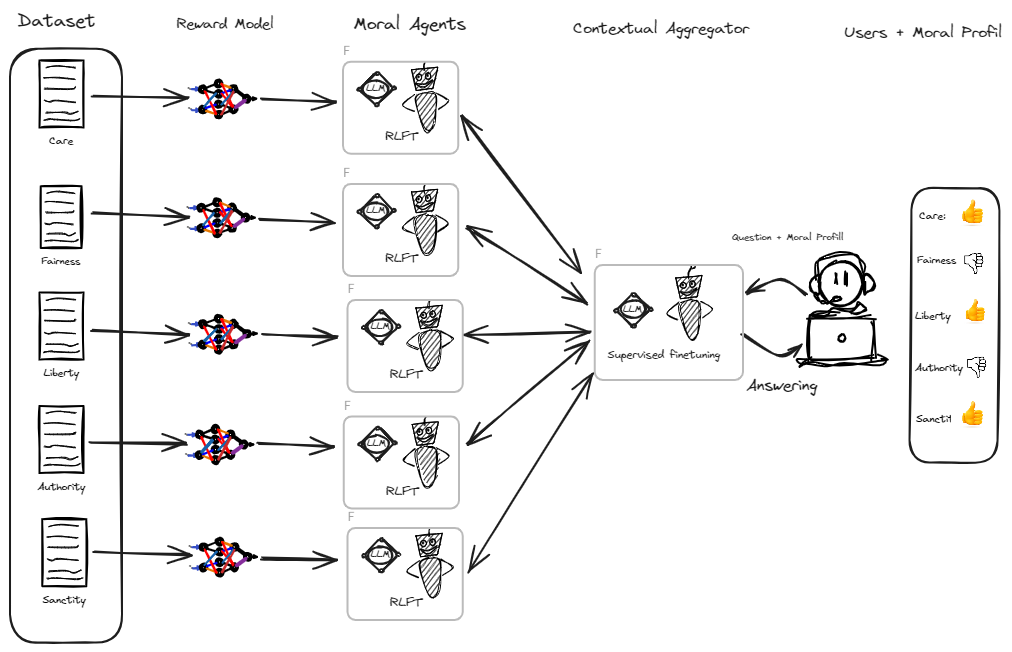 Dataset
Reward Model
Moral Agents
Contextual Aggregator
Users + Moral Profil
Care
Fairness
Liberty
Authority
Sanctity
F
LLM
RLFT
F
LLM
RLFT
F
LLM
RLFT
F
LLM
RLFT
F
LLM
RLFT
F
LLM
Supervised finetuning
Question + Moral Profill
Answering
Care:
Fairness
Liberty
Authority
Sanctit